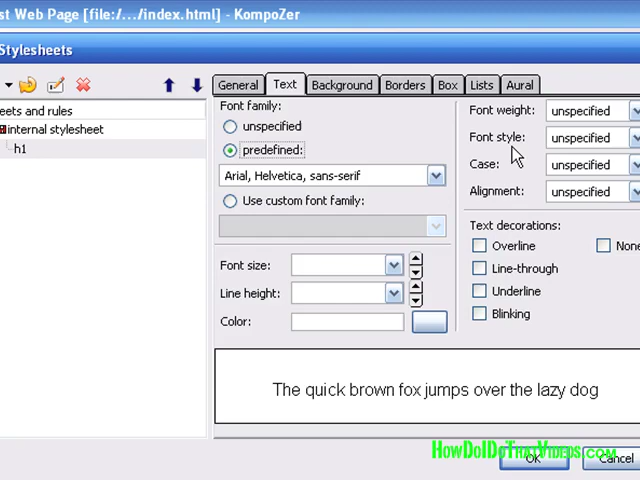 st Web Page [file:/.../index.html] - KompoZer
Stylesheets
General Text Background Borders Box Lists Aural
eets and rules
internal stylesheet
h1
Font family:
unspecified
predefined:
Arial, Helvetica, sans-serif
Use custom font family:
Font size:
Line height:
Color:
Font weight: unspecified
Font style: unspecified
Case: unspecified
Alignment: unspecified
Text decorations:
Overline None
Line-through
Underline
Blinking
The quick brown fox jumps over the lazy dog
HowDoIDoThatVideos.com
OK Cancel